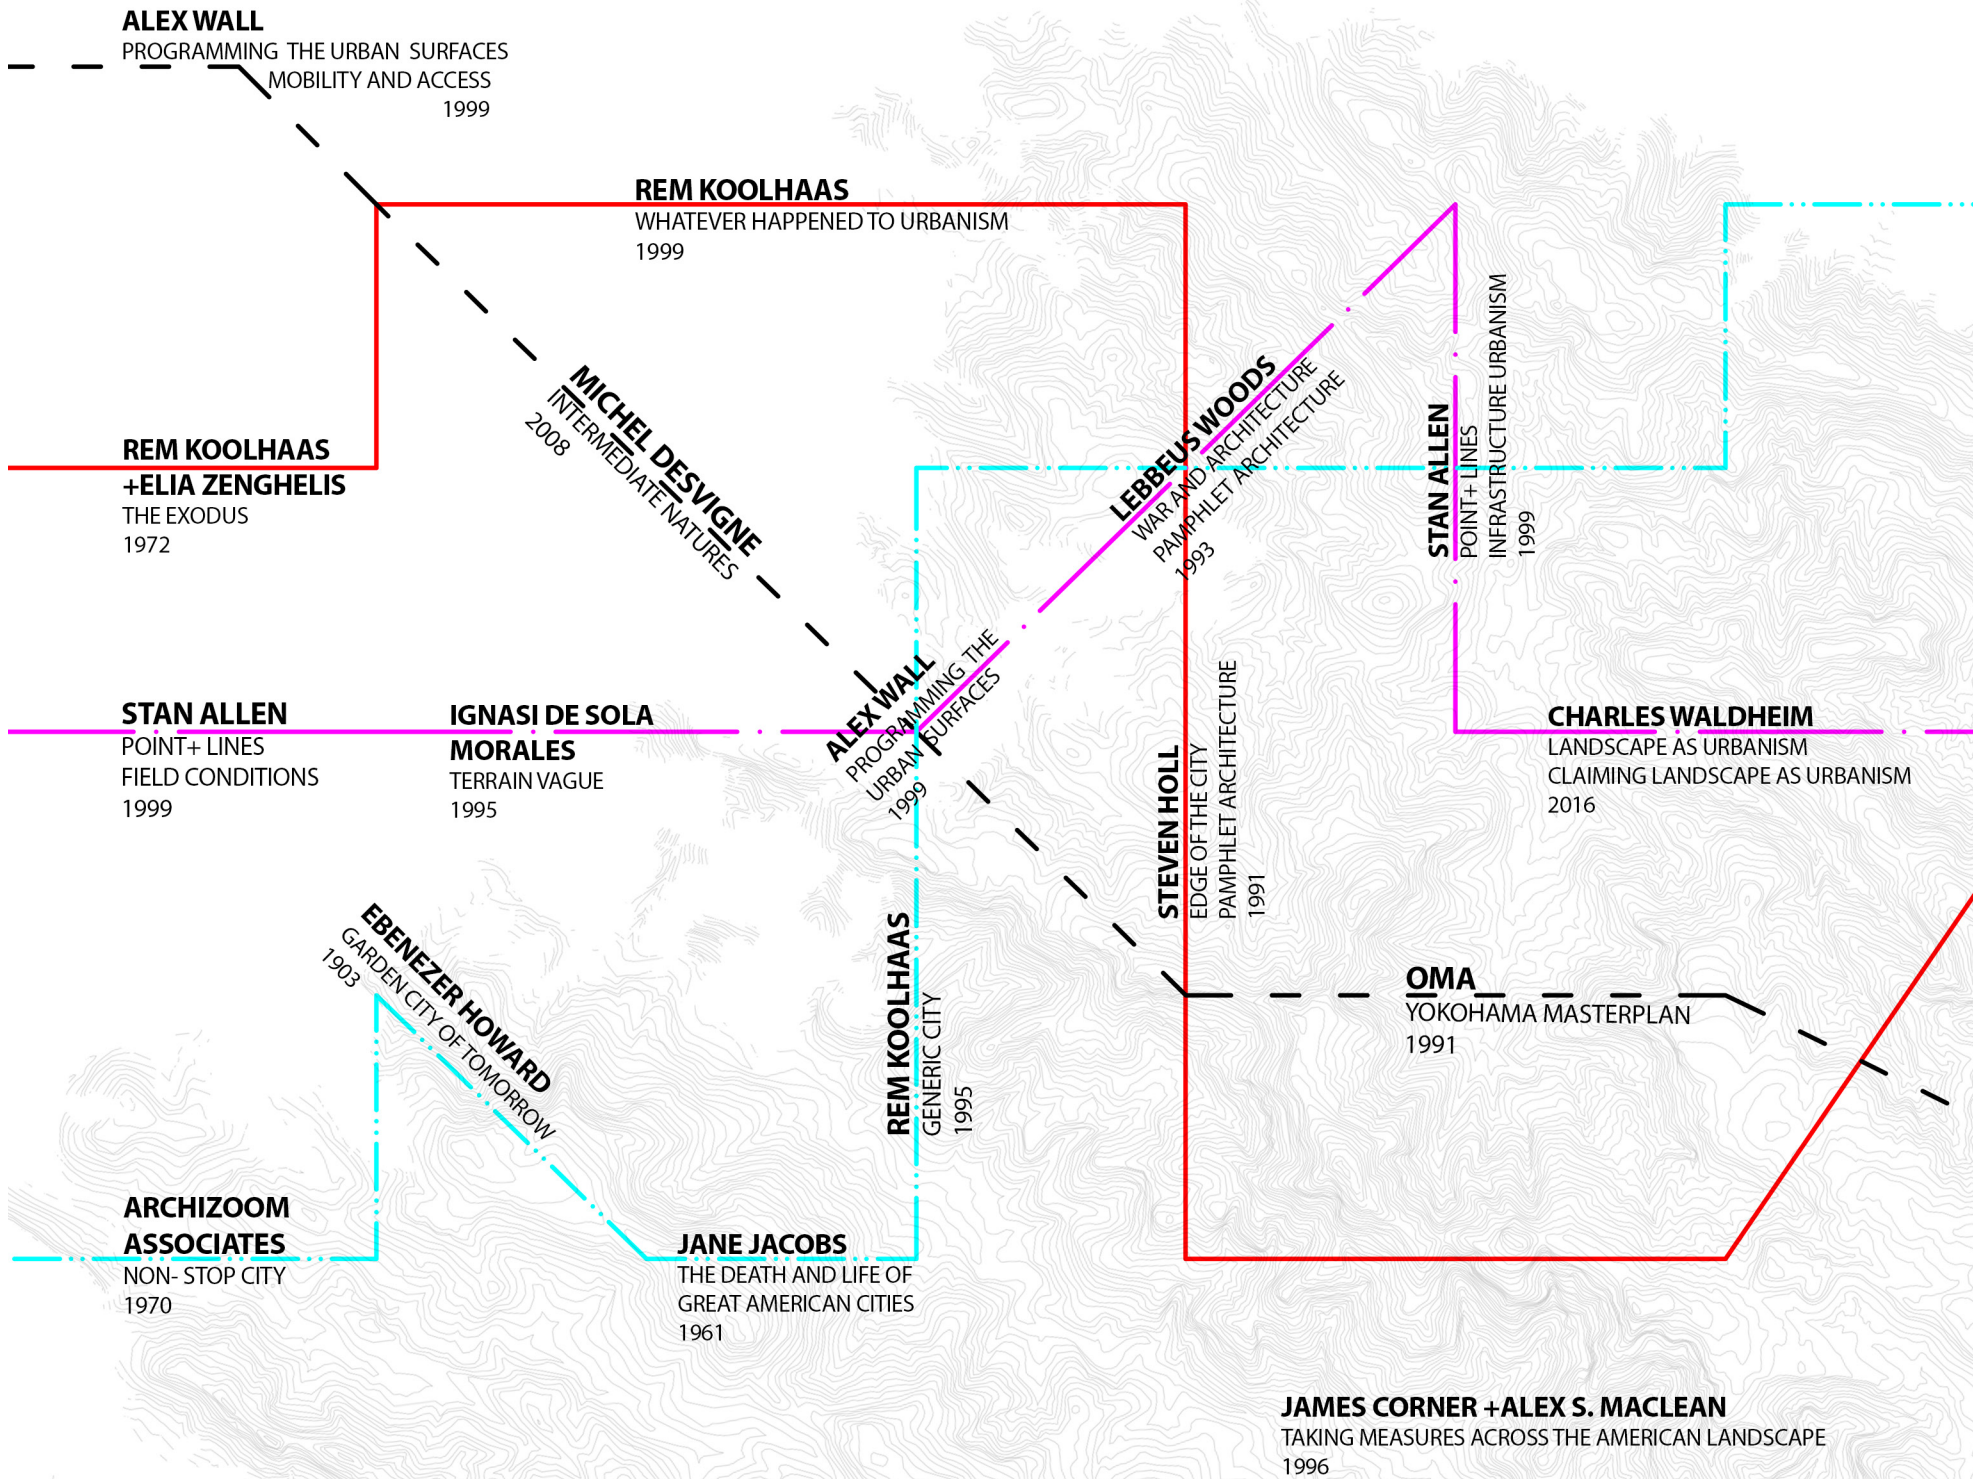 ALEX WALL
PROGRAMMING THE URBAN SURFACES
MOBILITY AND ACCESS
1999
REM KOOLHAAS
WHATEVER HAPPENED TO URBANISM
1999
REM KOOLHAAS
+ELIA ZENGHELIS
THE EXODUS
1972
MICHEL DESVIGNE
INTERMEDIATE NATURES
2008
LEBBEUS WOODS
WAR AND ARCHITECTURE
PAMPHLET ARCHITECTURE
1993
STAN ALLEN
POINT+ LINES
INFRASTRUCTURE URBANISM
1999
STAN ALLEN
POINT+ LINES
FIELD CONDITIONS
1999
IGNASI DE SOLA
MORALES
TERRAIN VAGUE
1995
ALEX WALL
PROGRAMMING THE
URBAN SURFACES
1999
STEVEN HOLL
EDGE OF THE CITY
PAMPHLET ARCHITECTURE
1991
CHARLES WALDHEIM
LANDSCAPE AS URBANISM
CLAIMING LANDSCAPE AS URBANISM
2016
EBENEZER HOWARD
GARDEN CITY OF TOMORROW
1903
REM KOOLHAAS
GENERIC CITY
1995
OMA
YOKOHAMA MASTERPLAN
1991
ARCHIZOOM
ASSOCIATES
NON- STOP CITY
1970
JANE JACOBS
THE DEATH AND LIFE OF
GREAT AMERICAN CITIES
1961
JAMES CORNER +ALEX S. MACLEAN
TAKING MEASURES ACROSS THE AMERICAN LANDSCAPE
1996